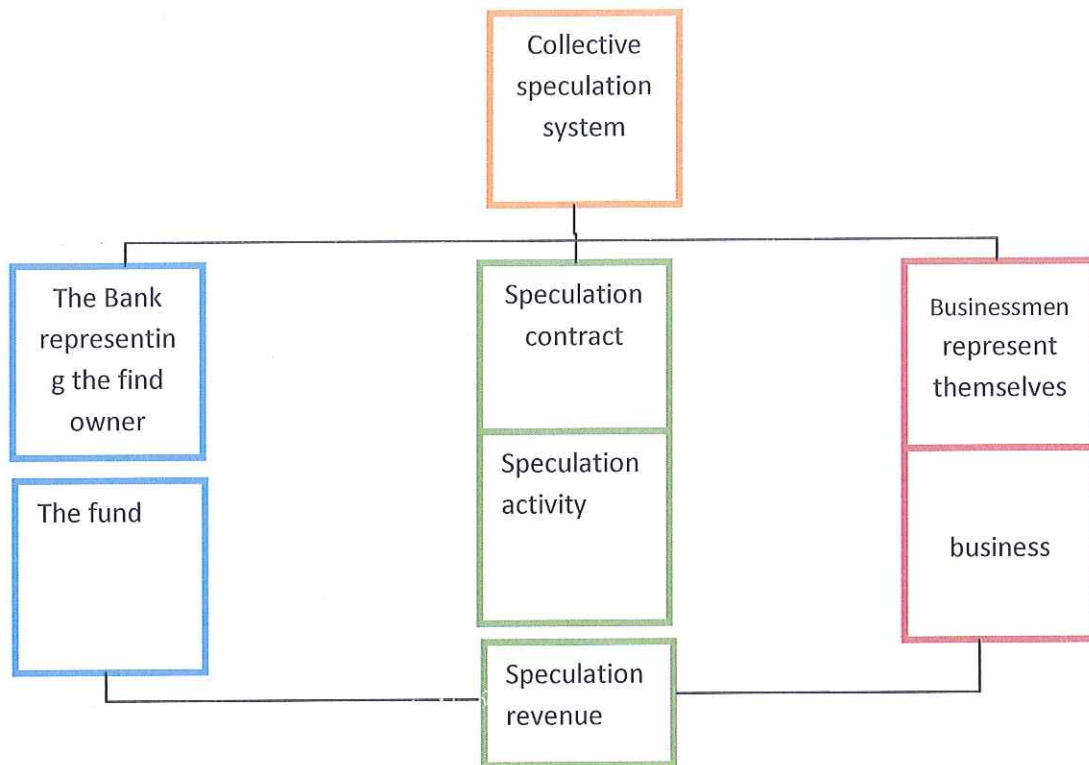 Collective
speculation
system
The Bank
representin
g the find
owner
Speculation
contract
Businessmen
represent
themselves
The fund
Speculation
activity
business
Speculation
revenue